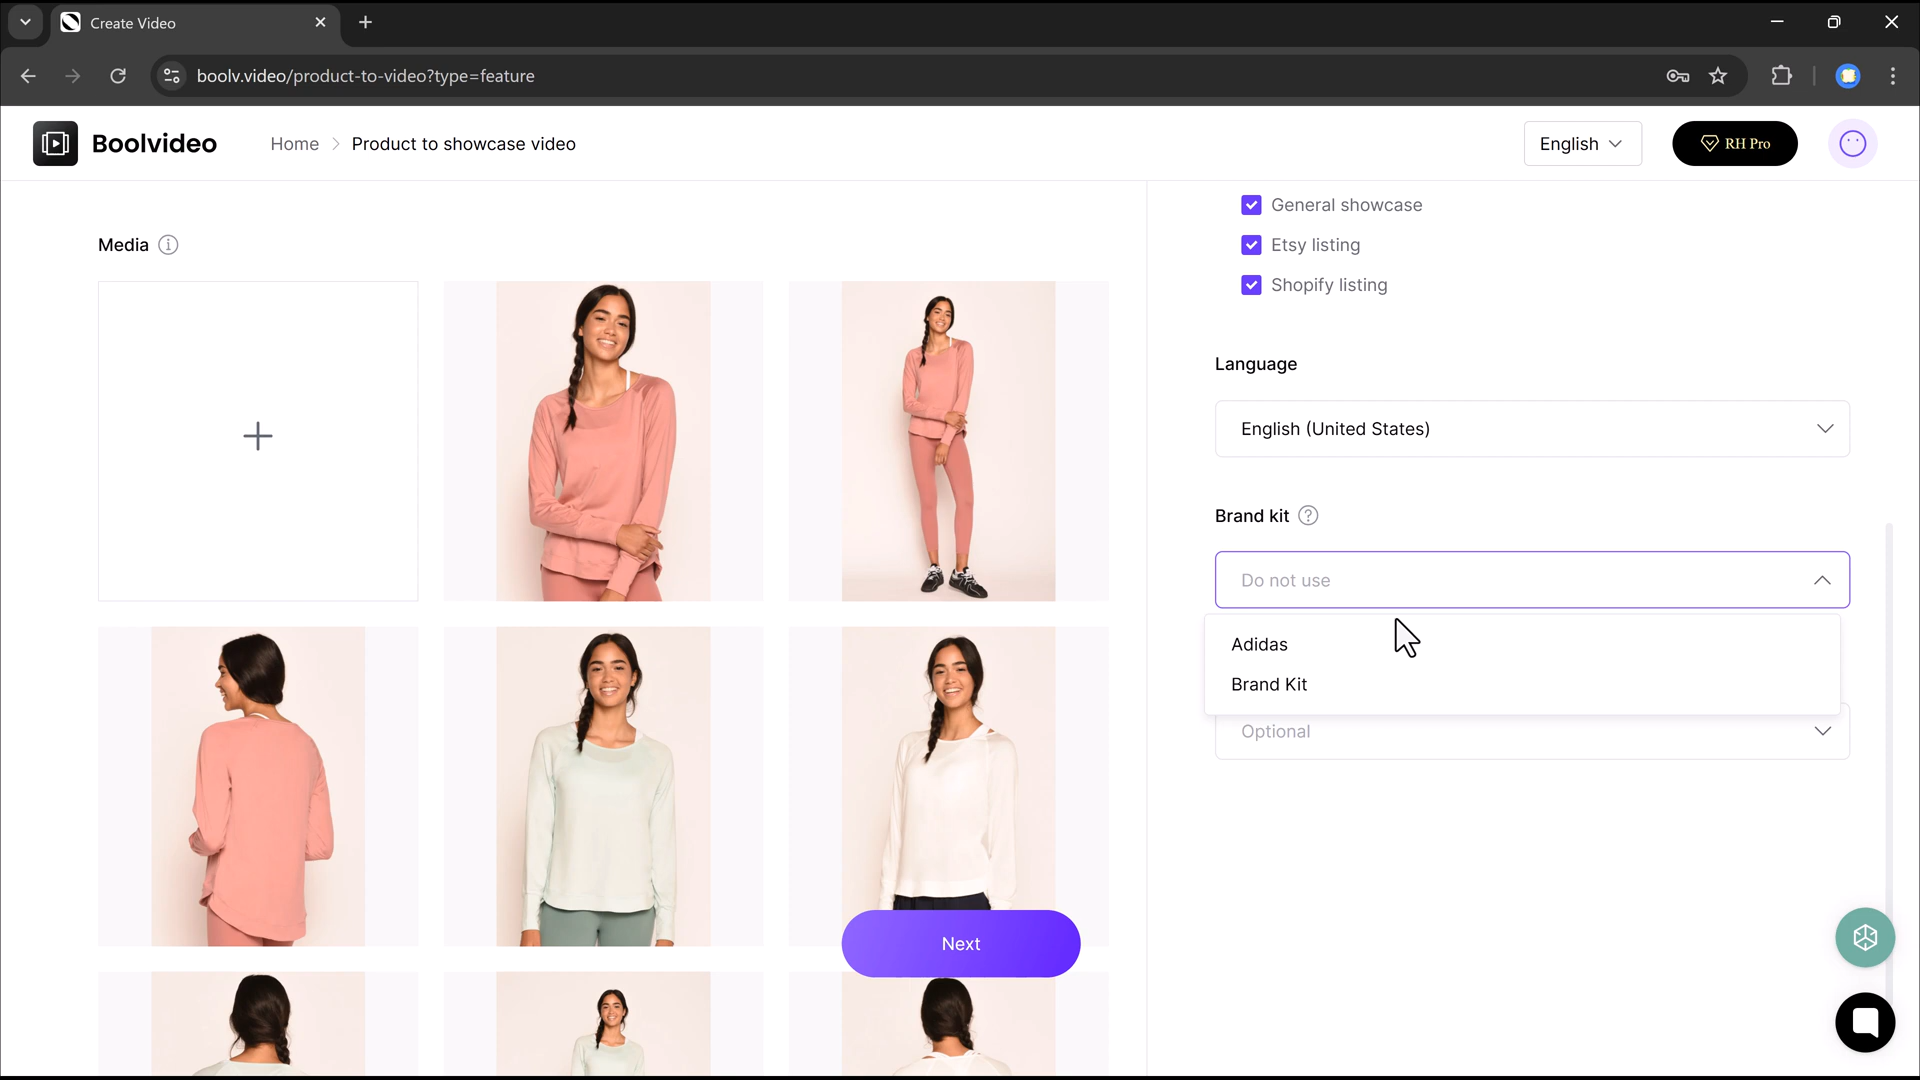 Create Video
boolv.video/product-to-video?type=feature
Boolvideo
Home
Product to showcase video
English
RH Pro
Media
General showcase
Etsy listing
Shopify listing
Language
English (United States)
Brand kit
Do not use
Adidas
Brand Kit
Optional
Next